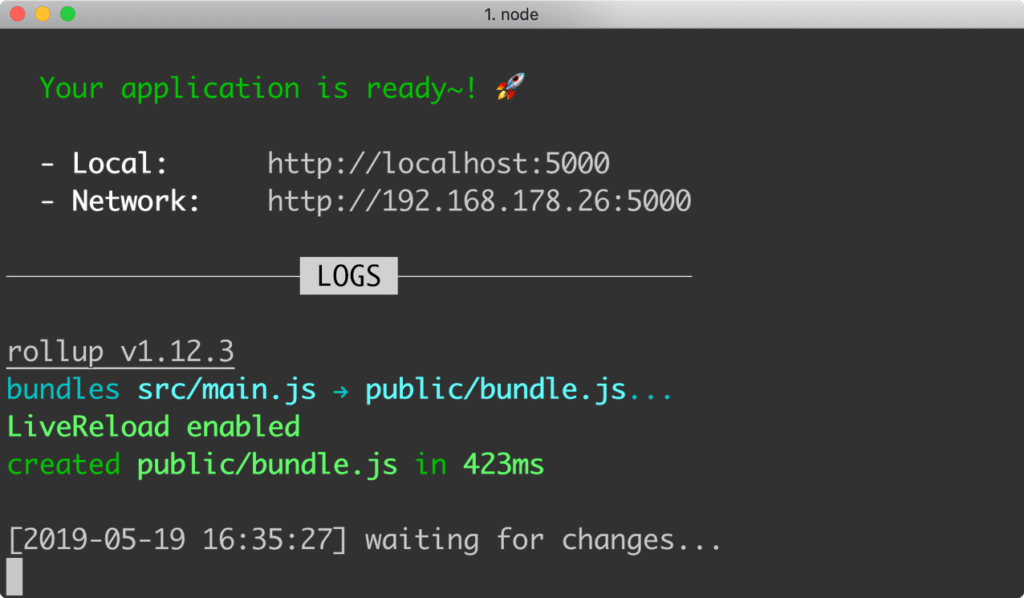 1. node
Your application is ready~! 🚀
- Local: http://localhost:5000
- Network: http://192.168.178.26:5000
LOGS
rollup v1.12.3
bundles src/main.js → public/bundle.js...
LiveReload enabled
created public/bundle.js in 423ms
[2019-05-19 16:35:27] waiting for changes...